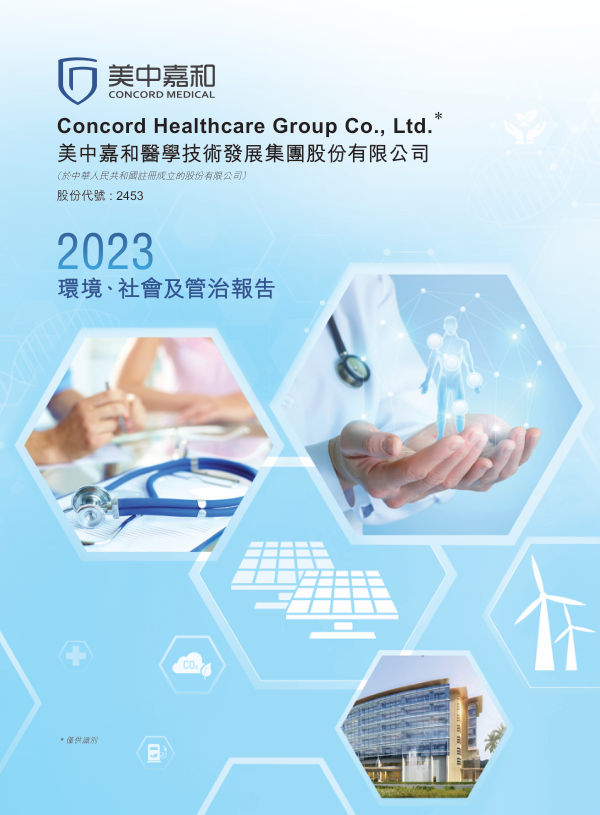 美中嘉和
CONCORD MEDICAL
Concord Healthcare Group Co., Ltd.*
美中嘉和醫學技術發展集團股份有限公司
(於中華人民共和國註冊成立的股份有限公司)
股份代號 : 2453
2023
環境、社會及管治報告
CO₂
* 僅供識別